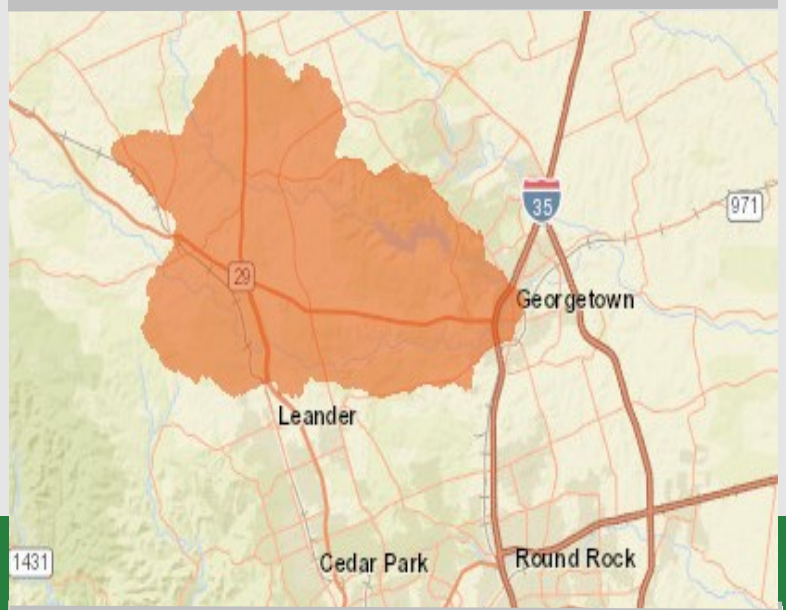 35
971
29
Georgetown
Leander
1431
Cedar Park
Round Rock